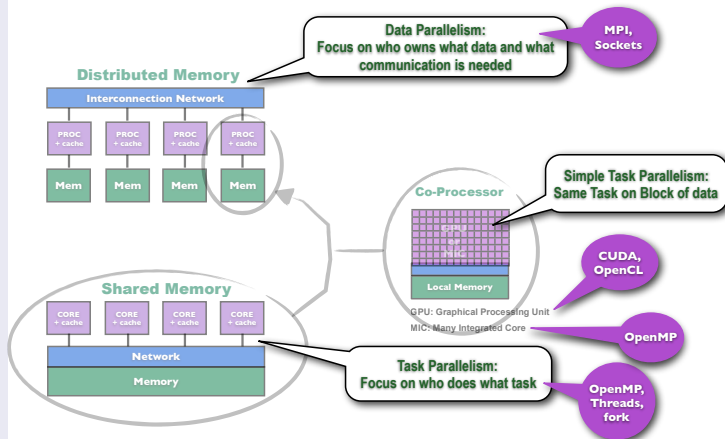 Data Parallelism:
Focus on who owns what data and what
communication is needed
MPI,
Sockets
Distributed Memory
Interconnection Network
PROC
+ cache
PROC
+ cache
PROC
+ cache
PROC
+ cache
Mem
Mem
Mem
Mem
Simple Task Parallelism:
Same Task on Block of data
Co-Processor
GPU
or
MIC
Local Memory
CUDA,
OpenCL
GPU: Graphical Processing Unit
MIC: Many Integrated Core
OpenMP
Shared Memory
CORE
+ cache
CORE
+ cache
CORE
+ cache
CORE
+ cache
Network
Memory
Task Parallelism:
Focus on who does what task
OpenMP,
Threads,
fork